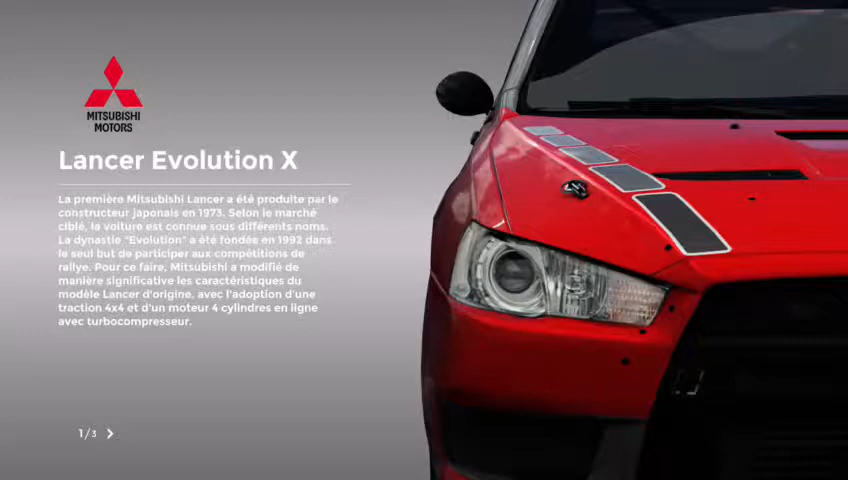 MITSUBISHI
MOTORS
Lancer Evolution X
La première Mitsubishi Lancer a été produite par le
constructeur japonais en 1973. Selon le marché
ciblé, la voiture est connue sous différents noms.
La dynastie "Evolution" a été fondée en 1992 dans
le seul but de participer aux compétitions de
rallye. Pour ce faire, Mitsubishi a modifié de
manière significative les caractéristiques du
modèle Lancer d'origine, avec l'adoption d'une
traction 4x4 et d'un moteur 4 cylindres en ligne
avec turbocompresseur.
1/3